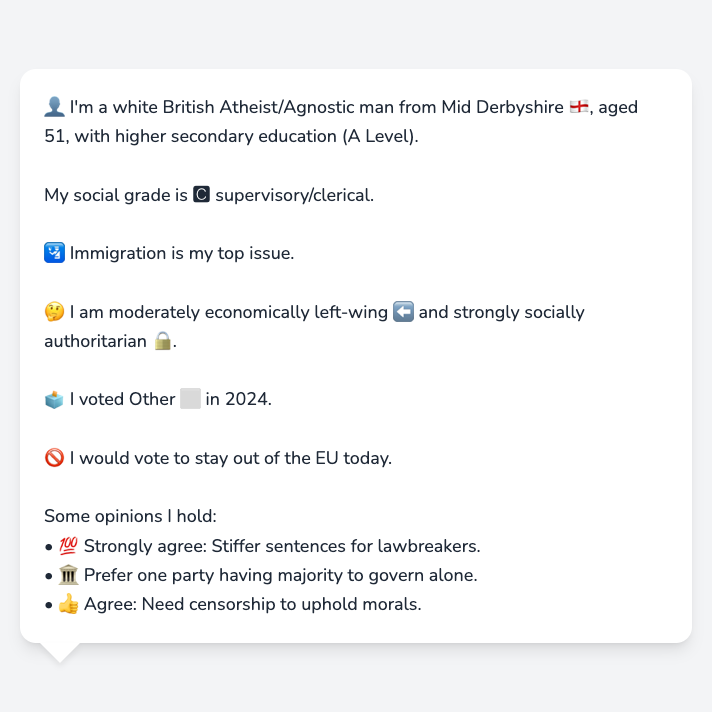 👤 I'm a white British Atheist/Agnostic man from Mid Derbyshire 🏴󠁧󠁢󠁥󠁮󠁧󠁿, aged
51, with higher secondary education (A Level).
My social grade is 🅲 supervisory/clerical.
🛂 Immigration is my top issue.
🤔 I am moderately economically left-wing ⬅️ and strongly socially
authoritarian 🔒.
🗳️ I voted Other ⬜ in 2024.
🚫 I would vote to stay out of the EU today.
Some opinions I hold:
• 💯 Strongly agree: Stiffer sentences for lawbreakers.
• 🏛️ Prefer one party having majority to govern alone.
• 👍 Agree: Need censorship to uphold morals.